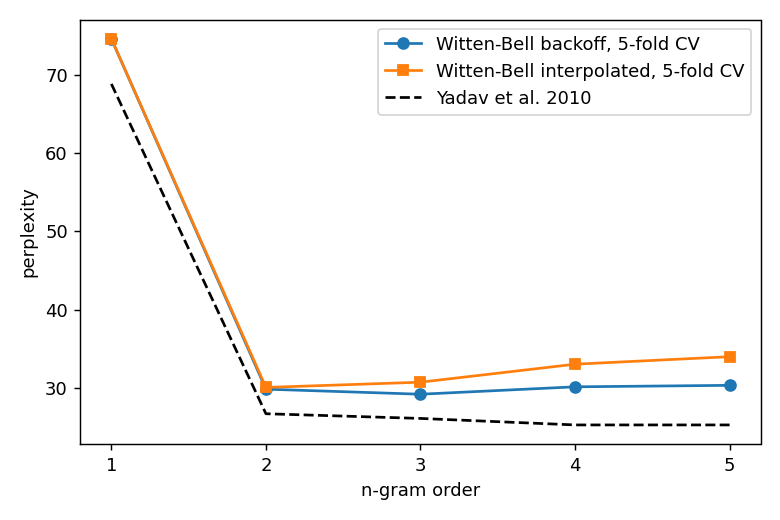 Witten-Bell backoff, 5-fold CV
Witten-Bell interpolated, 5-fold CV
Yadav et al. 2010
perplexity
70
60
50
40
30
1 2 3 4 5
n-gram order